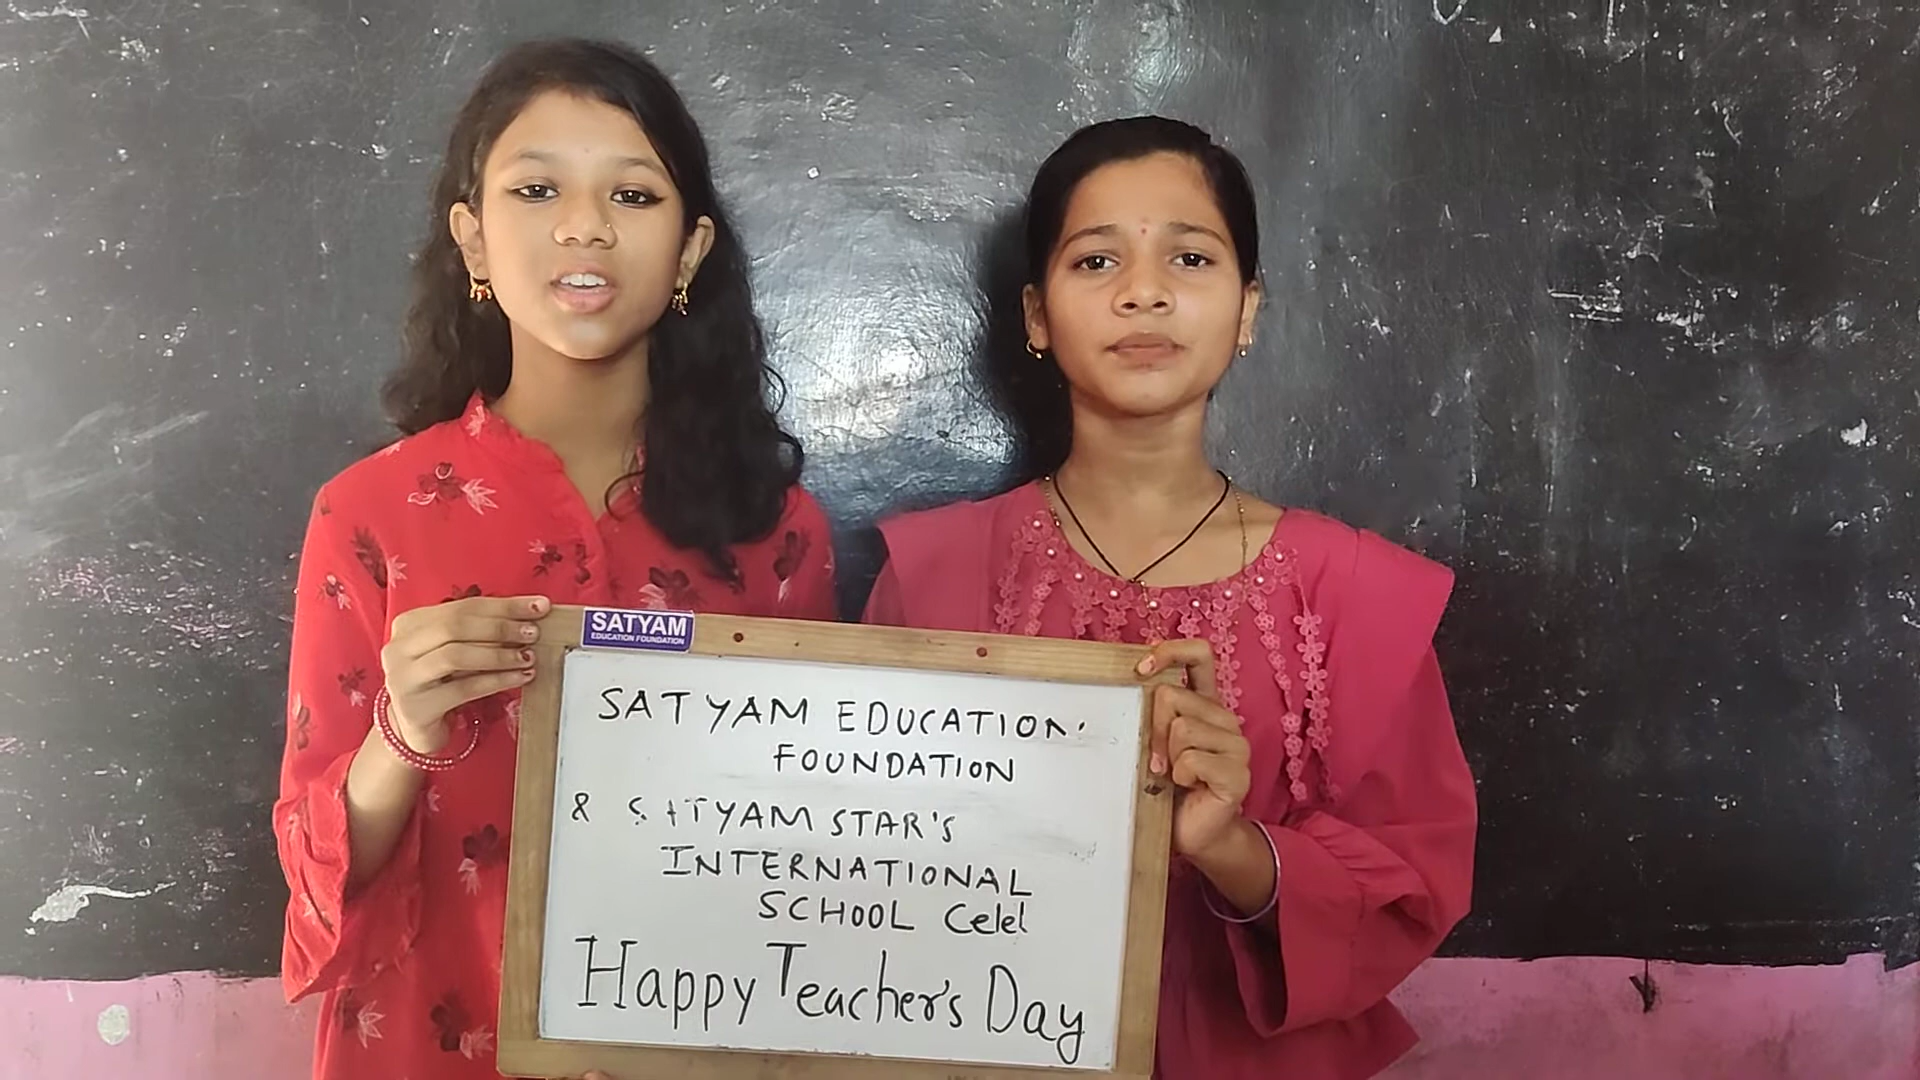 SATYAM
EDUCATION FOUNDATION
SATYAM EDUCATION
FOUNDATION
& SATYAM STAR'S
INTERNATIONAL
SCHOOL
Happy Teacher's Day